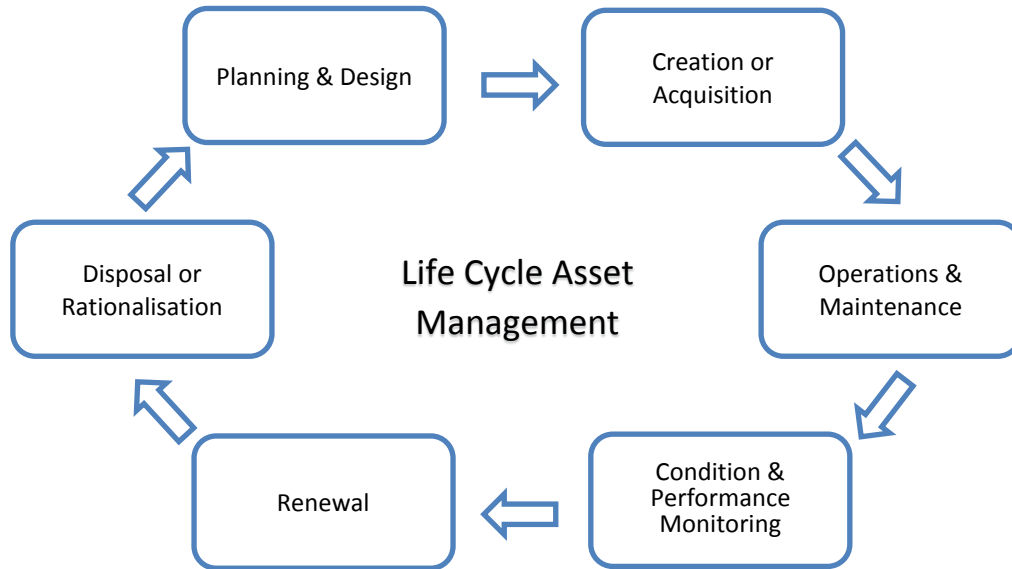 Planning & Design
Creation or
Acquisition
Operations &
Maintenance
Condition &
Performance
Monitoring
Renewal
Disposal or
Rationalisation
Life Cycle Asset
Management